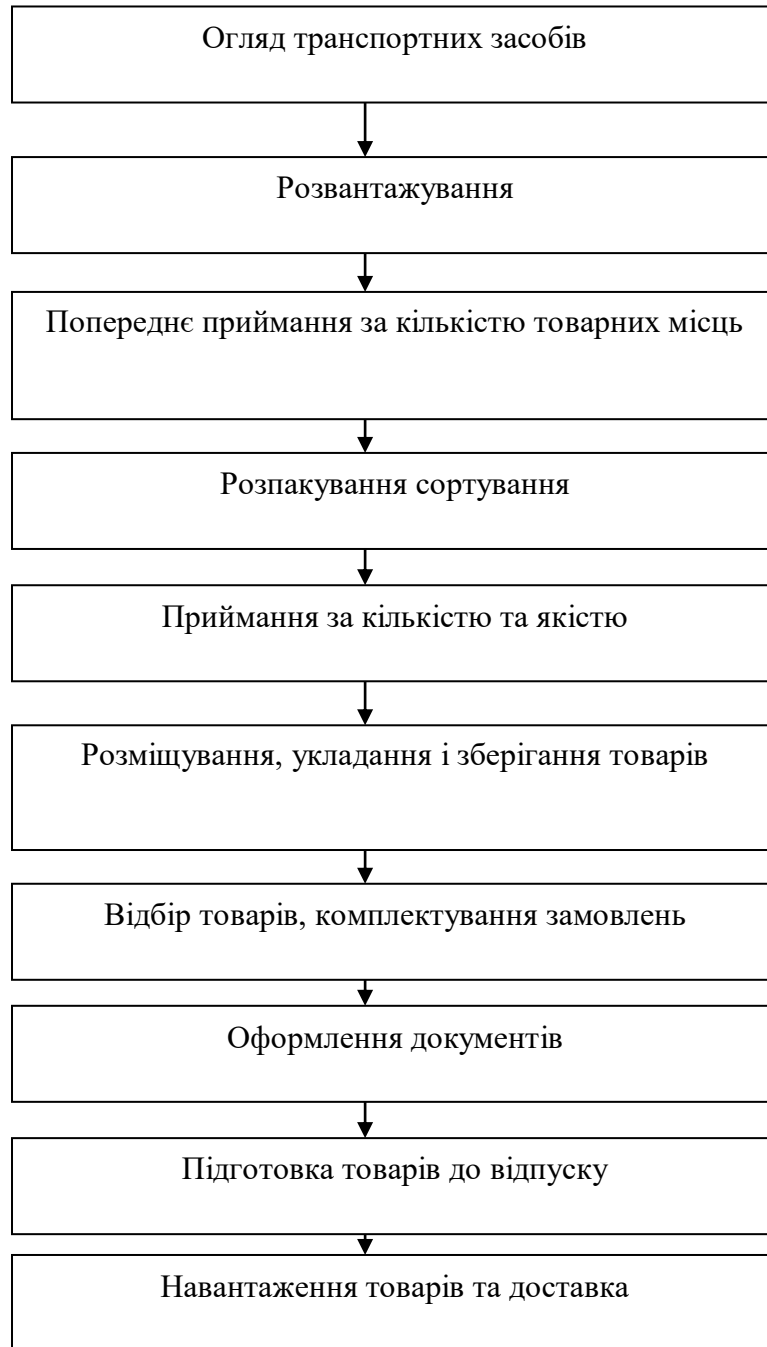 Огляд транспортних засобів
Розвантажування
Попереднє приймання за кількістю товарних місць
Розпакування сортування
Приймання за кількістю та якістю
Розміщування, укладання і зберігання товарів
Відбір товарів, комплектування замовлень
Оформлення документів
Підготовка товарів до відпуску
Навантаження товарів та доставка